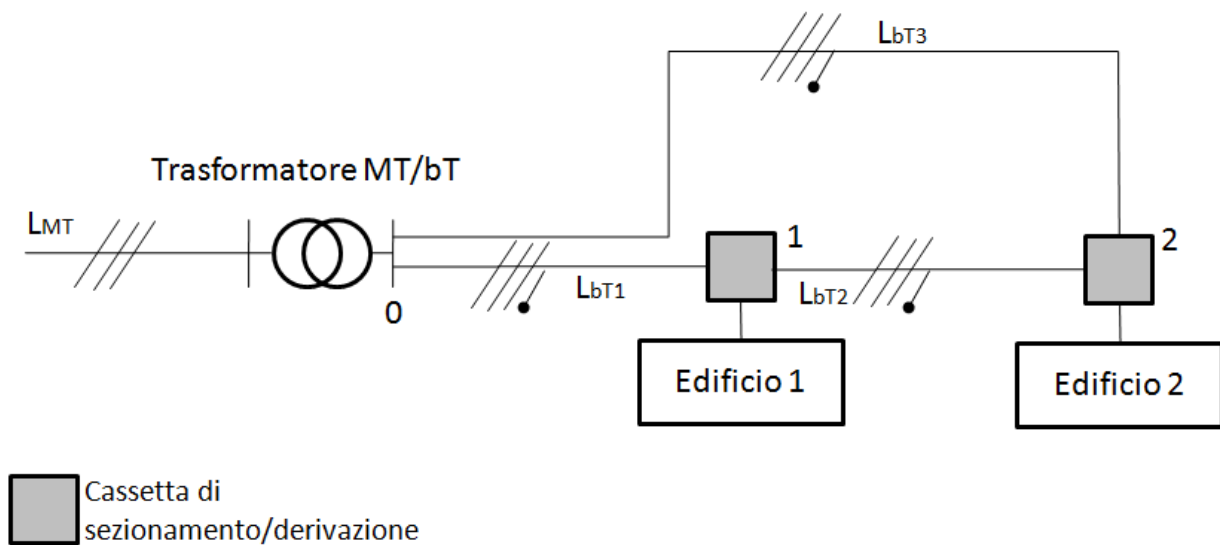 LbT3
Trasformatore MT/bT
LMT
1
2
LbT1
LbT2
0
Edificio 1
Edificio 2
Cassetta di
sezionamento/derivazione